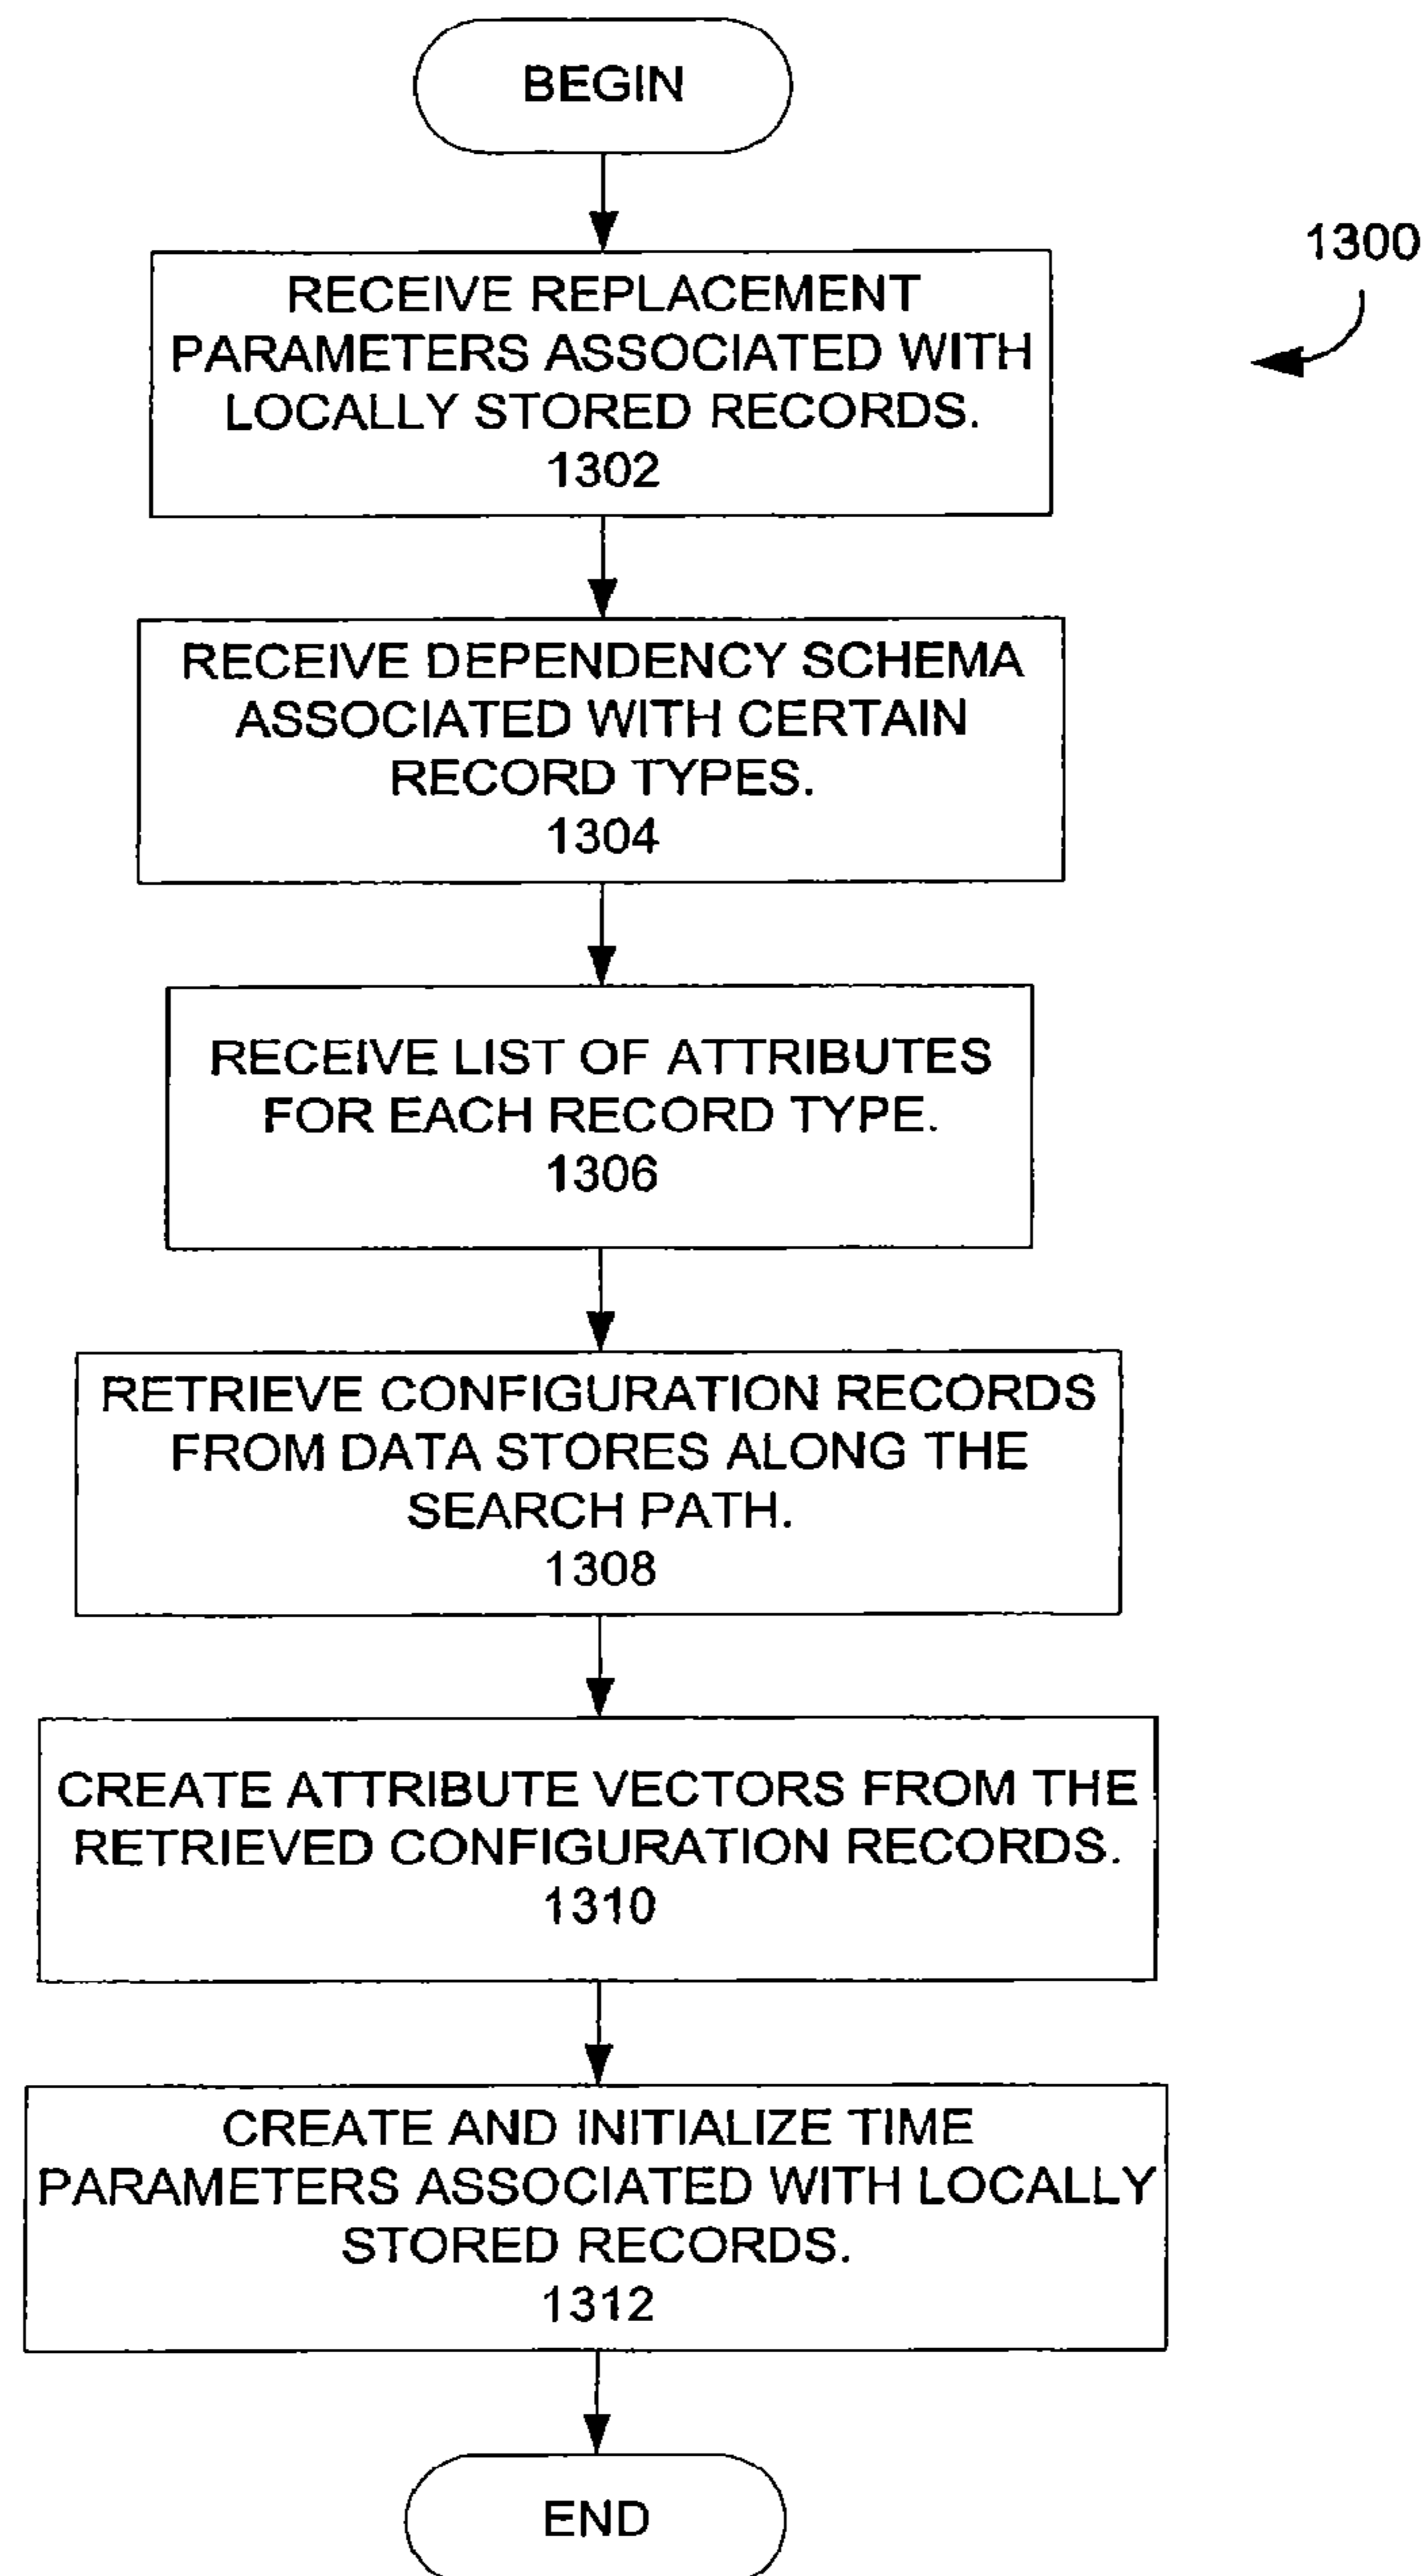 BEGIN
1300
RECEIVE REPLACEMENT
PARAMETERS ASSOCIATED WITH
LOCALLY STORED RECORDS.
1302
RECEIVE DEPENDENCY SCHEMA
ASSOCIATED WITH CERTAIN
RECORD TYPES.
1304
RECEIVE LIST OF ATTRIBUTES
FOR EACH RECORD TYPE.
1306
RETRIEVE CONFIGURATION RECORDS
FROM DATA STORES ALONG THE
SEARCH PATH.
1308
CREATE ATTRIBUTE VECTORS FROM THE
RETRIEVED CONFIGURATION RECORDS.
1310
CREATE AND INITIALIZE TIME
PARAMETERS ASSOCIATED WITH LOCALLY
STORED RECORDS.
1312
END